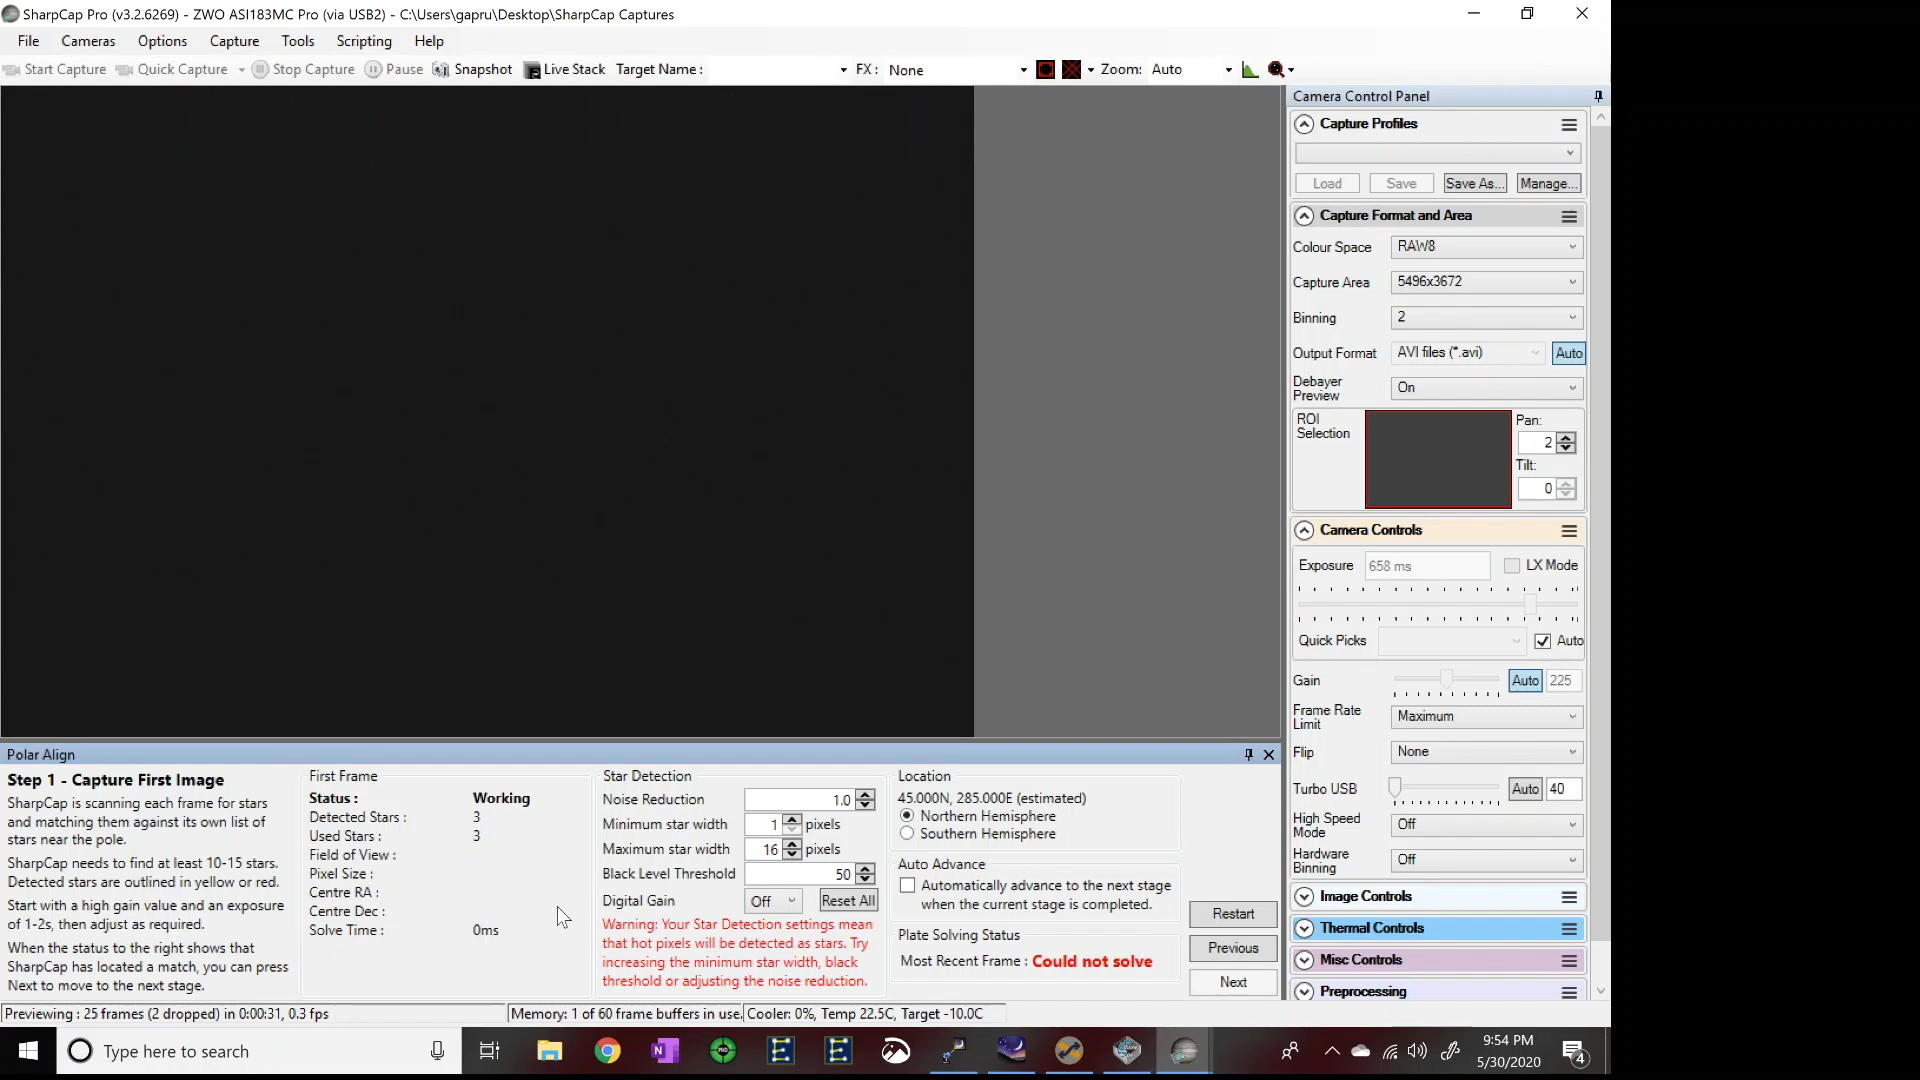 SharpCap Pro (v3.2.6269) - ZWO ASI183MC Pro (via USB2) - C:\Users\gapru\Desktop\SharpCap Captures
File Cameras Options Capture Tools Scripting Help
Start Capture Quick Capture Stop Capture Pause Snapshot Live Stack Target Name : FX : None Zoom: Auto
Camera Control Panel
Capture Profiles
Load Save Save As... Manage...
Capture Format and Area
Colour Space RAW8
Capture Area 5496x3672
Binning 2
Output Format AVI files (*.avi) Auto
Debayer Preview On
ROI Selection
Pan:
2
Tilt:
0
Camera Controls
Exposure 658 ms LX Mode
Quick Picks Auto
Gain Auto 225
Frame Rate Limit Maximum
Flip None
Turbo USB Auto 40
High Speed Mode Off
Hardware Binning Off
Image Controls
Thermal Controls
Misc Controls
Preprocessing
Polar Align
Step 1 - Capture First Image
SharpCap is scanning each frame for stars
and matching them against its own list of
stars near the pole.
SharpCap needs to find at least 10-15 stars.
Detected stars are outlined in yellow or red.
Start with a high gain value and an exposure
of 1-2s, then adjust as required.
When the status to the right shows that
SharpCap has located a match, you can press
Next to move to the next stage.
First Frame
Status : Working
Detected Stars : 3
Used Stars : 3
Field of View :
Pixel Size :
Centre RA :
Centre Dec :
Solve Time : 0ms
Star Detection
Noise Reduction 1.0
Minimum star width 1 pixels
Maximum star width 16 pixels
Black Level Threshold 50
Digital Gain Off Reset All
Warning: Your Star Detection settings mean
that hot pixels will be detected as stars. Try
increasing the minimum star width, black
threshold or adjusting the noise reduction.
Location
45.000N, 285.000E (estimated)
Northern Hemisphere
Southern Hemisphere
Auto Advance
Automatically advance to the next stage
when the current stage is completed.
Plate Solving Status
Most Recent Frame : Could not solve
Restart
Previous
Next
Previewing : 25 frames (2 dropped) in 0:00:31, 0.3 fps Memory: 1 of 60 frame buffers in use. Cooler: 0%, Temp 22.5C, Target -10.0C
Type here to search
9:54 PM
5/30/2020
4